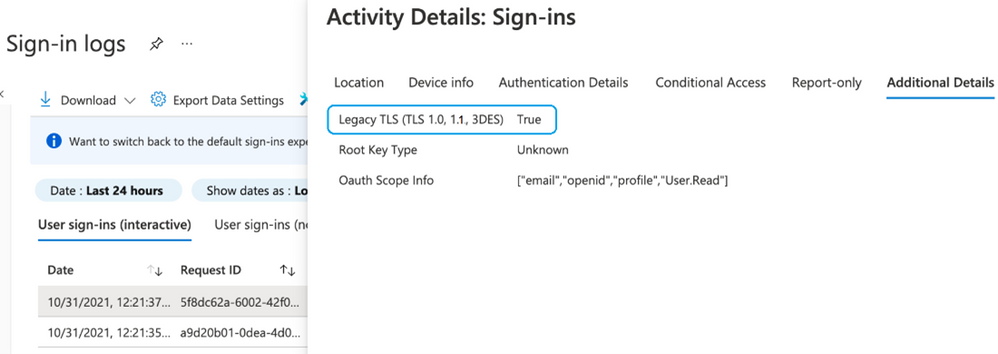 Sign-in logs
Download
Export Data Settings
Want to switch back to the default sign-ins expe
Date : Last 24 hours
Show dates as : Lo
User sign-ins (interactive)
User sign-ins (n
Date
Request ID
10/31/2021, 12:21:37...
5f8dc62a-6002-42f0...
10/31/2021, 12:21:35...
a9d20b01-0dea-4d0...
Activity Details: Sign-ins
Location
Device info
Authentication Details
Conditional Access
Report-only
Additional Details
Legacy TLS (TLS 1.0, 1.1, 3DES) True
Root Key Type Unknown
Oauth Scope Info ["email","openid","profile","User.Read"]